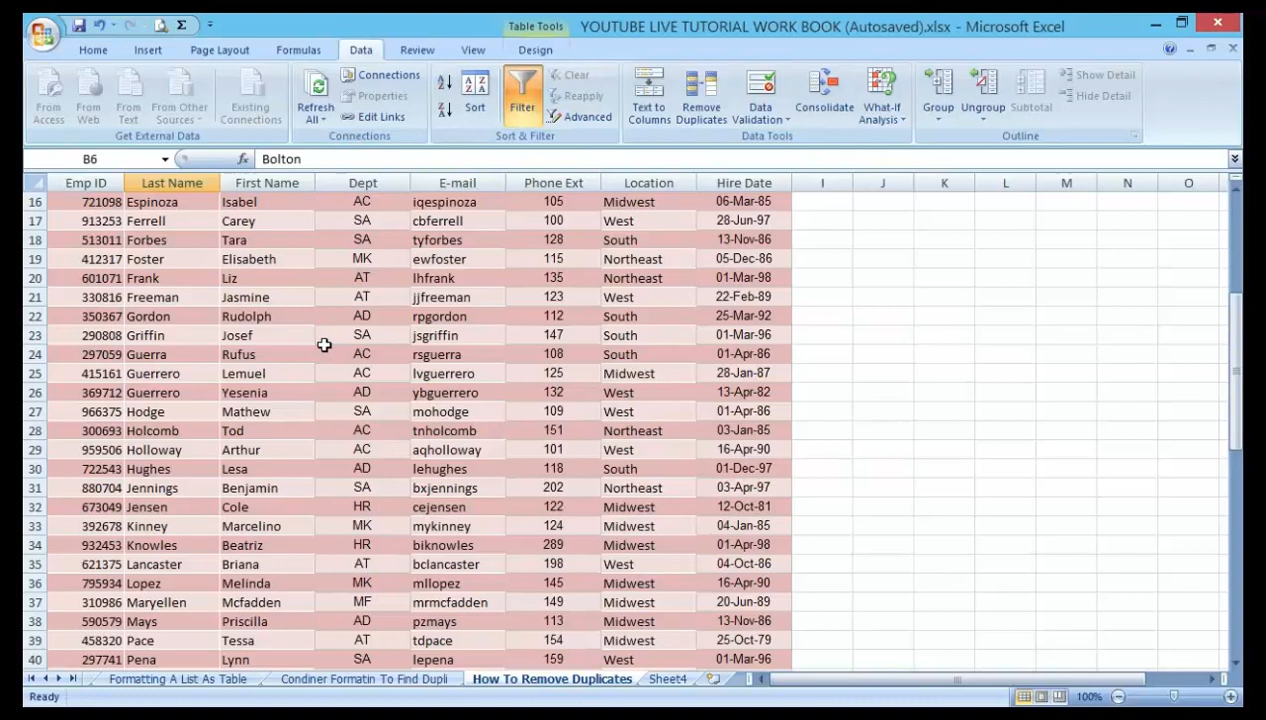 Table Tools YOUTUBE LIVE TUTORIAL WORK BOOK (Autosaved).xlsx - Microsoft Excel
Home Insert Page Layout Formulas Data Review View Design
From Access From Web From Text From Other Sources Existing Connections Refresh All Connections Properties Edit Links Sort Filter Clear Reapply Advanced Text to Columns Remove Duplicates Data Validation Consolidate What-If Analysis Group Ungroup Subtotal Show Detail Hide Detail
Get External Data Connections Sort & Filter Data Tools Outline
B6 fx Bolton
Emp ID Last Name First Name Dept E-mail Phone Ext Location Hire Date I J K L M N O
16 721098 Espinoza Isabel AC iqespinoza 105 Midwest 06-Mar-85
17 913253 Ferrell Carey SA cbferrell 100 West 28-Jun-97
18 513011 Forbes Tara SA tyforbes 128 South 13-Nov-86
19 412317 Foster Elisabeth MK ewfoster 115 Northeast 05-Dec-86
20 601071 Frank Liz AT lhfrank 135 Northeast 01-Mar-98
21 330816 Freeman Jasmine AT jjfreeman 123 West 22-Feb-89
22 350367 Gordon Rudolph AD rpgordon 112 South 25-Mar-92
23 290808 Griffin Josef SA jsgriffin 147 South 01-Mar-96
24 297059 Guerra Rufus AC rsguerra 108 South 01-Apr-86
25 415161 Guerrero Lemuel AC lvguerrero 125 Midwest 28-Jan-87
26 369712 Guerrero Yesenia AD ybguerrero 132 West 13-Apr-82
27 966375 Hodge Mathew SA mohodge 109 West 01-Apr-86
28 300693 Holcomb Tod AC tnholcomb 151 Northeast 03-Jan-85
29 959506 Holloway Arthur AC aqholloway 101 West 16-Apr-90
30 722543 Hughes Lesa AD lehughes 118 South 01-Dec-97
31 880704 Jennings Benjamin SA bxjennings 202 Northeast 03-Apr-97
32 673049 Jensen Cole HR cejensen 122 Midwest 12-Oct-81
33 392678 Kinney Marcelino MK mykinney 124 Midwest 04-Jan-85
34 932453 Knowles Beatriz HR biknowles 289 Midwest 01-Apr-98
35 621375 Lancaster Briana AT bclancaster 198 West 04-Oct-86
36 795934 Lopez Melinda MK mllopez 145 Midwest 16-Apr-90
37 310986 Maryellen Mcfadden MF mrmcfadden 149 Midwest 20-Jun-89
38 590579 Mays Priscilla AD pzmays 113 Midwest 13-Nov-86
39 458320 Pace Tessa AT tdpace 154 Midwest 25-Oct-79
40 297741 Pena Lynn SA lepena 159 West 01-Mar-96
Formatting A List As Table Condiner Formatin To Find Dupli How To Remove Duplicates Sheet4
Ready 100%